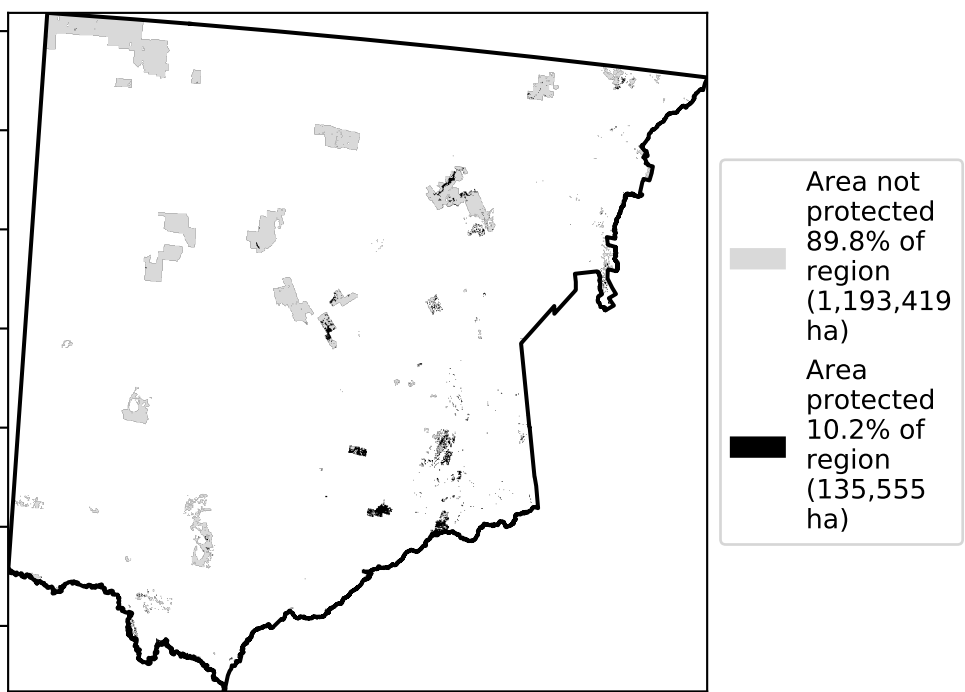 Area not
protected
89.8% of
region
(1,193,419
ha)
Area
protected
10.2% of
region
(135,555
ha)